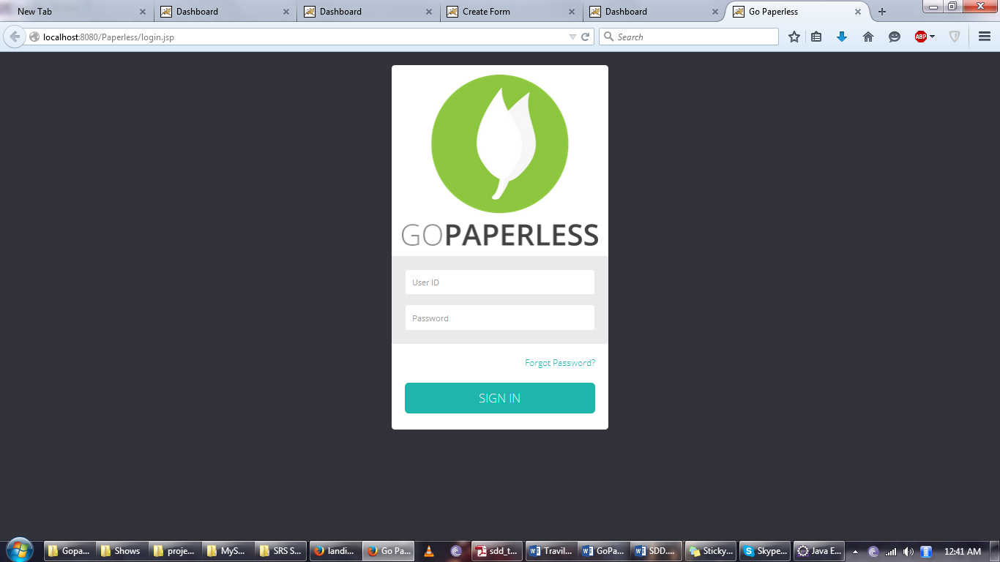 New Tab
Dashboard
Dashboard
Create Form
Dashboard
Go Paperless
localhost:8080/Paperless/login.jsp
Search
ABP
GOPAPERLESS
User ID
Password
Forgot Password?
SIGN IN
Gopa...
Shows
proje...
MyS...
SRS S...
landi...
Go Pa...
sdd_t...
Travil...
GoPa...
SDD....
Sticky...
Skype...
Java E...
12:41 AM